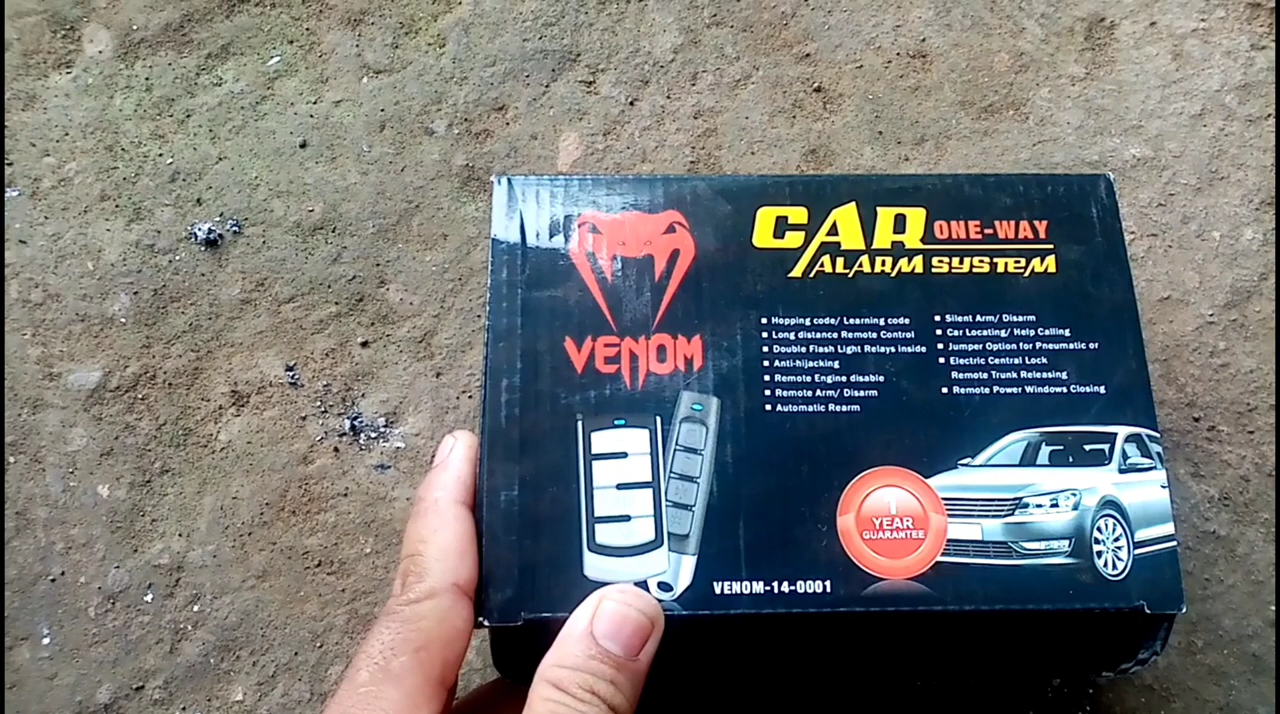 VENOM
CAR ONE-WAY
ALARM SYSTEM
Hopping code/ Learning code
Long distance Remote Control
Double Flash Light Relays inside
Anti-hijacking
Remote Engine disable
Remote Arm/ Disarm
Automatic Rearm
Silent Arm/ Disarm
Car Locating/ Help Calling
Jumper Option for Pneumatic or
Electric Central Lock
Remote Trunk Releasing
Remote Power Windows Closing
1
YEAR
GUARANTEE
VENOM-14-0001